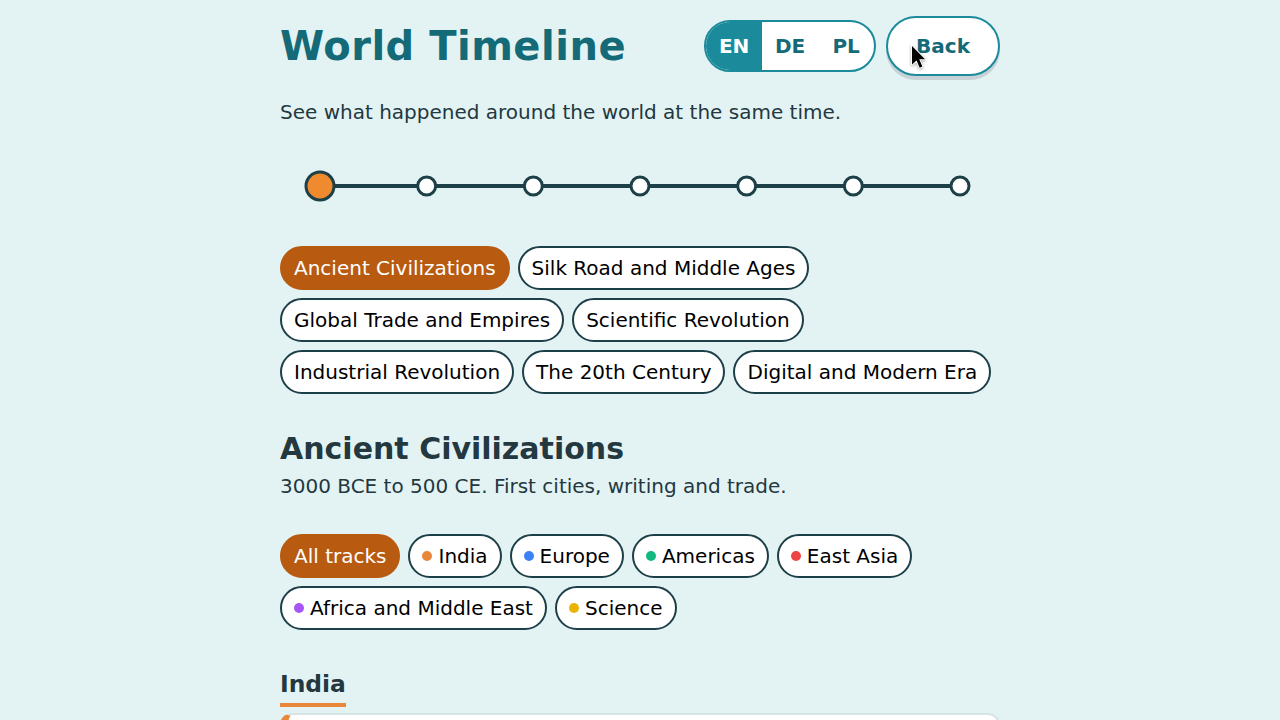 World Timeline
EN DE PL Back
See what happened around the world at the same time.
Ancient Civilizations Silk Road and Middle Ages
Global Trade and Empires Scientific Revolution
Industrial Revolution The 20th Century Digital and Modern Era
Ancient Civilizations
3000 BCE to 500 CE. First cities, writing and trade.
All tracks India Europe Americas East Asia
Africa and Middle East Science
India